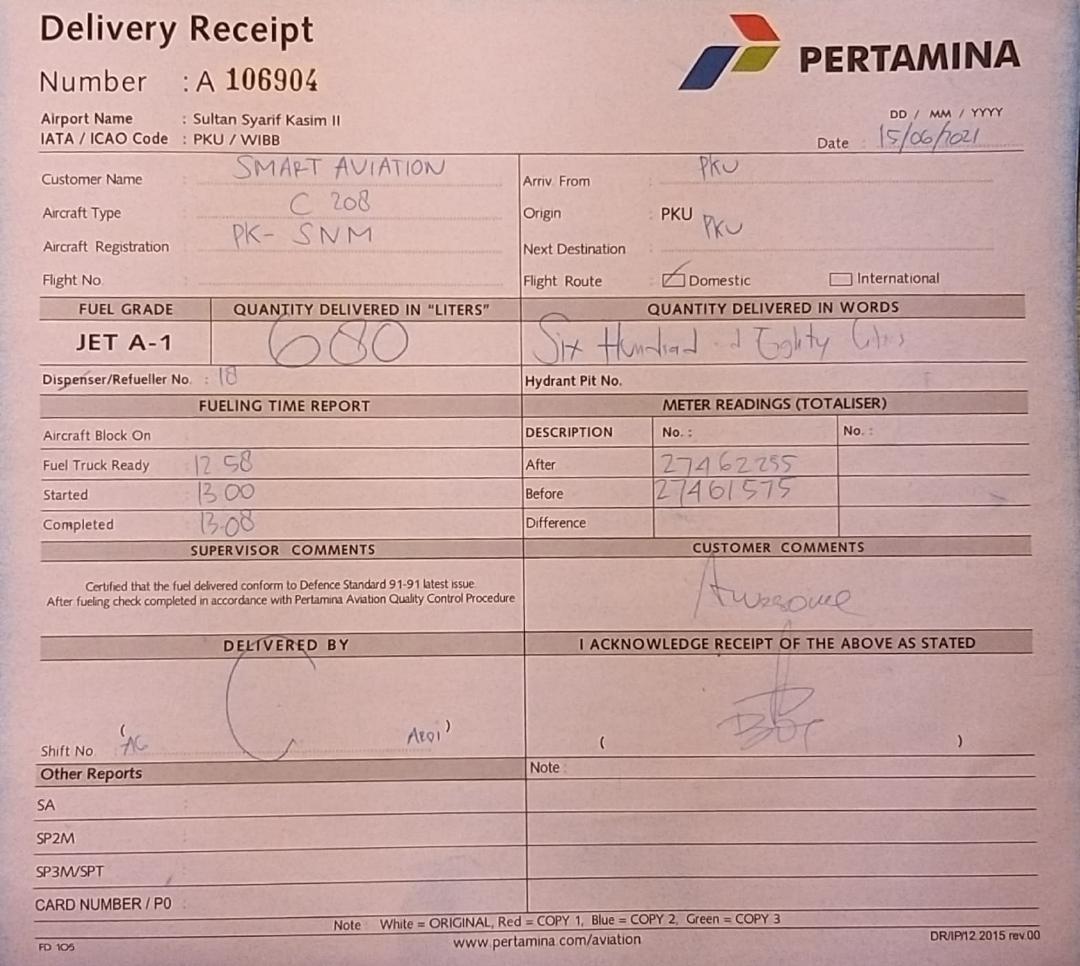 Delivery Receipt
PERTAMINA
Number : A 106904
Airport Name : Sultan Syarif Kasim II
IATA / ICAO Code : PKU / WIBB
DD / MM / YYYY
Date : 15/06/2021
Customer Name : SMART AVIATION
Aircraft Type : C 208
Aircraft Registration : PK- SNM
Flight No. :
Arriv. From : PKU
Origin : PKU
Next Destination : PKU
Flight Route : Domestic International
FUEL GRADE QUANTITY DELIVERED IN "LITERS" QUANTITY DELIVERED IN WORDS
JET A-1 680 Six Hundred Eighty
Dispenser/Refueller No. : 18 Hydrant Pit No.
FUELING TIME REPORT METER READINGS (TOTALISER)
Aircraft Block On DESCRIPTION No. : No. :
Fuel Truck Ready : 12 58 After 27462255
Started : 13 00 Before 27461575
Completed : 13.08 Difference
SUPERVISOR COMMENTS CUSTOMER COMMENTS
Certified that the fuel delivered conform to Defence Standard 91-91 latest issue.
After fueling check completed in accordance with Pertamina Aviation Quality Control Procedure
Awesome
DELIVERED BY I ACKNOWLEDGE RECEIPT OF THE ABOVE AS STATED
Shift No. ( ) ( )
Other Reports Note :
SA :
SP2M :
SP3M/SPT
CARD NUMBER / PO :
Note : White = ORIGINAL, Red = COPY 1, Blue = COPY 2, Green = COPY 3
FD 105 www.pertamina.com/aviation DR/IP/12.2015 rev.00